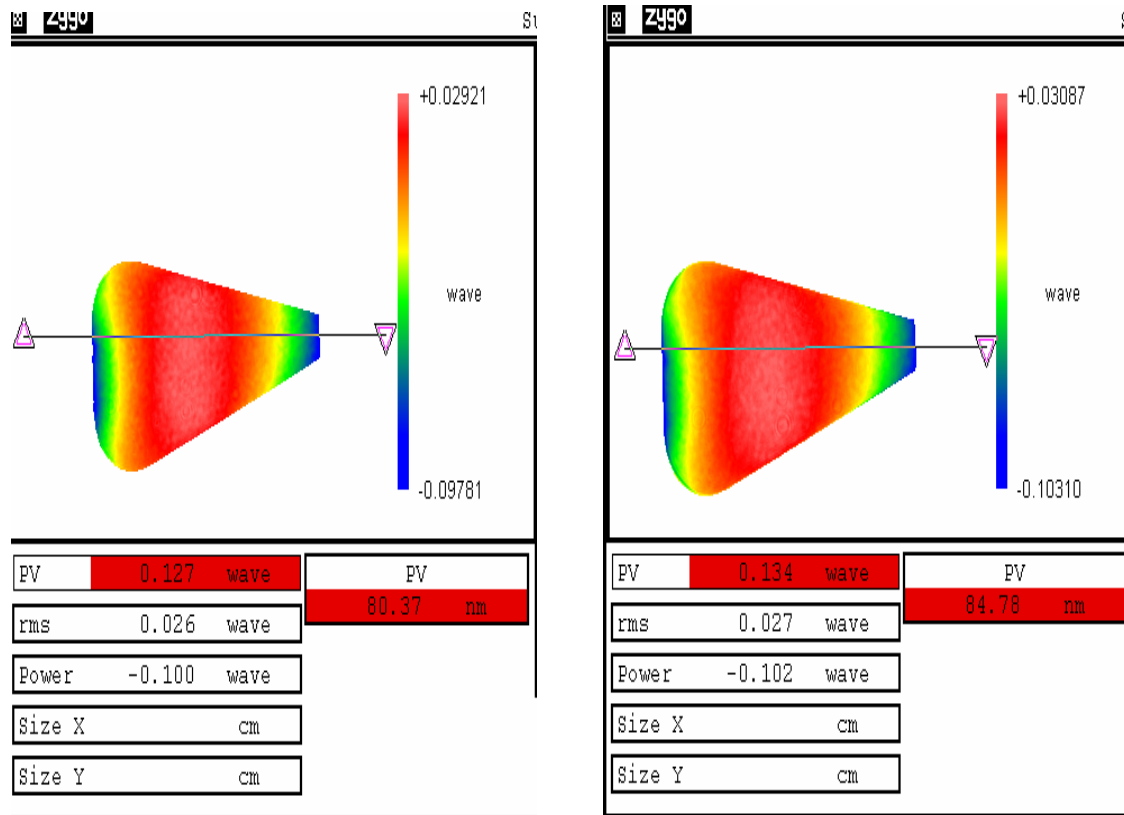 zygo
+0.02921
wave
-0.09781
PV 0.127 wave
PV
80.37 nm
rms 0.026 wave
Power -0.100 wave
Size X cm
Size Y cm
zygo
+0.03087
wave
-0.10310
PV 0.134 wave
PV
84.78 nm
rms 0.027 wave
Power -0.102 wave
Size X cm
Size Y cm